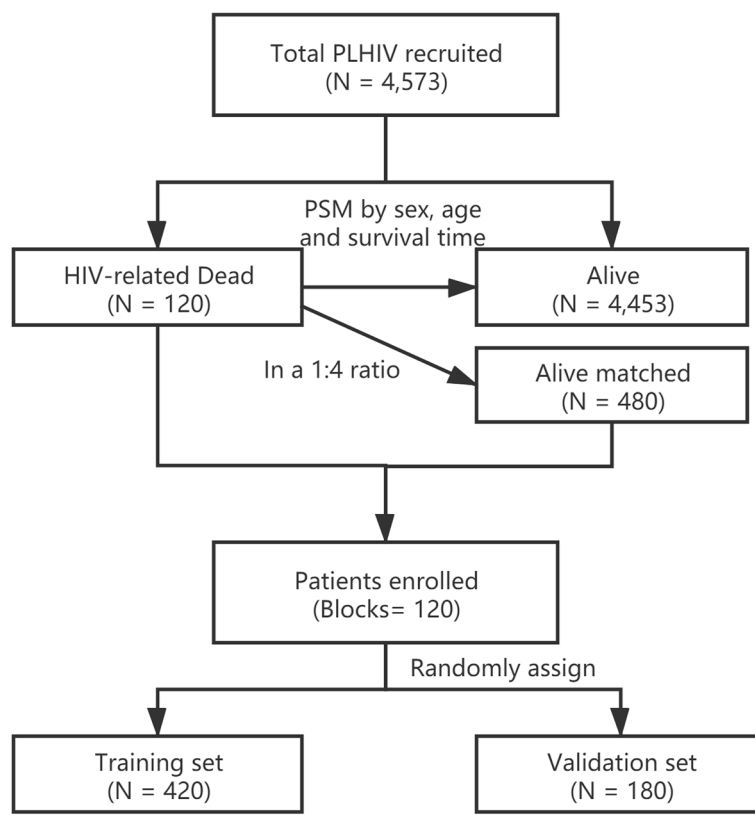 Total PLHIV recruited
(N = 4,573)
PSM by sex, age
and survival time
HIV-related Dead
(N = 120)
Alive
(N = 4,453)
In a 1:4 ratio
Alive matched
(N = 480)
Patients enrolled
(Blocks= 120)
Randomly assign
Training set
(N = 420)
Validation set
(N = 180)